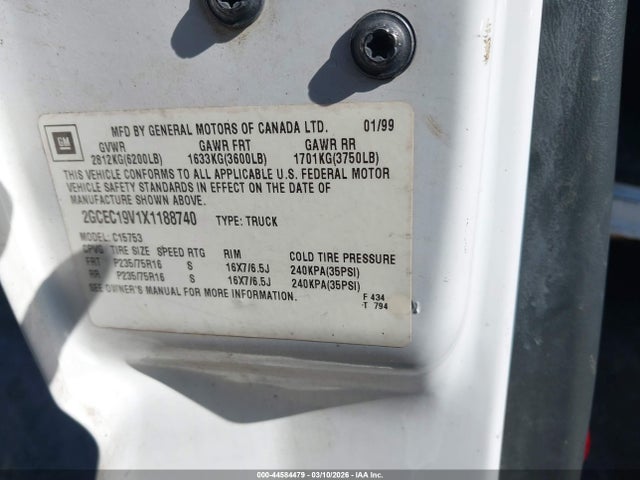 MFD BY GENERAL MOTORS OF CANADA LTD. 01/99
GM
GVWR GAWR FRT GAWR RR
2812KG(6200LB) 1633KG(3600LB) 1701KG(3750LB)
THIS VEHICLE CONFORMS TO ALL APPLICABLE U.S. FEDERAL MOTOR
VEHICLE SAFETY STANDARDS IN EFFECT ON THE DATE OF
MANUFACTURE SHOWN ABOVE.
2GCEC19V1X1188740 TYPE: TRUCK
MODEL: C15753
CPVS TIRE SIZE SPEED RTG RIM COLD TIRE PRESSURE
FRT P235/75R16 S 16X7/6.5J 240KPA(35PSI)
RR P235/75R16 S 16X7/6.5J 240KPA(35PSI)
SEE OWNER'S MANUAL FOR MORE INFORMATION.
F 434
T 794
000-44584479 | 03/10/2026 - IAA Inc.